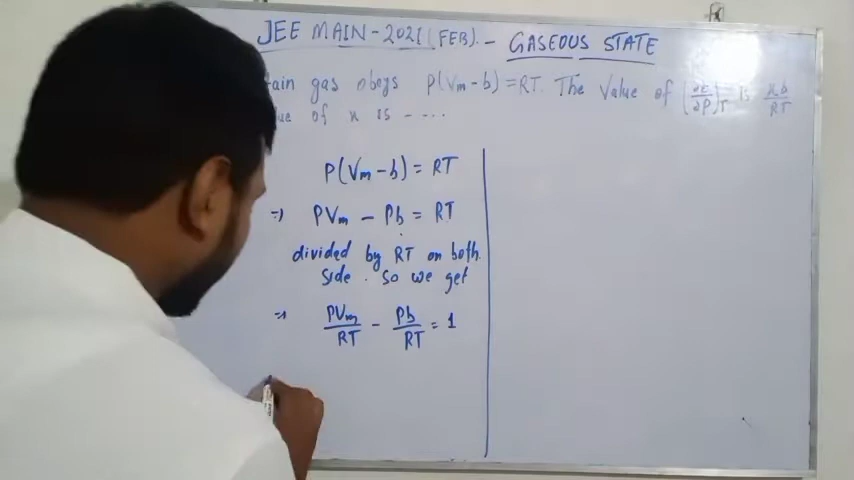 JEE MAIN - 2021 (FEB). - GASEOUS STATE
tain gas obeys P(Vm-b) = RT. The value of (∂Z/∂P)T is xb/RT
ue of x is - ...
P(Vm-b) = RT
=> PVm - Pb = RT
divided by RT on both
side. so we get
=> PVm/RT - Pb/RT = 1